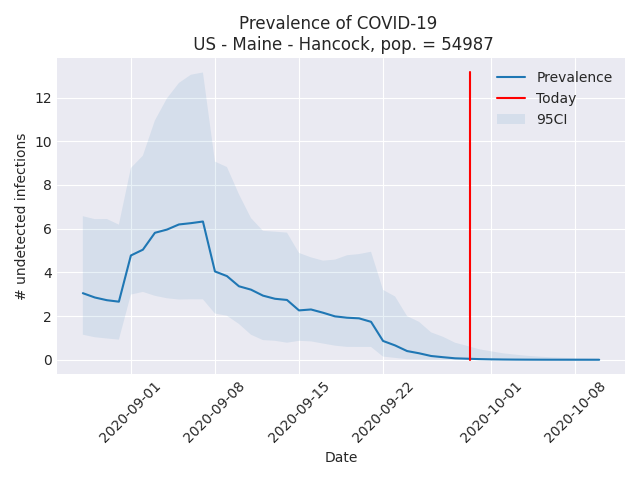 Prevalence of COVID-19
US - Maine - Hancock, pop. = 54987
Prevalence
Today
95CI
12
10
8
6
4
2
0
# undetected infections
2020-09-01
2020-09-08
2020-09-15
2020-09-22
2020-10-01
2020-10-08
Date